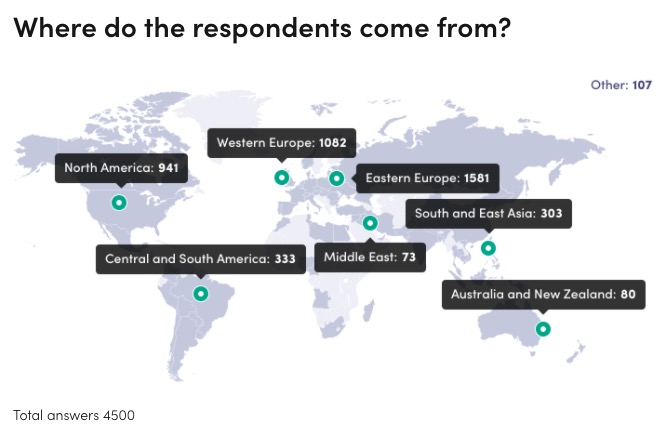 Where do the respondents come from?
Other: 107
Western Europe: 1082
North America: 941
Eastern Europe: 1581
South and East Asia: 303
Central and South America: 333
Middle East: 73
Australia and New Zealand: 80
Total answers 4500